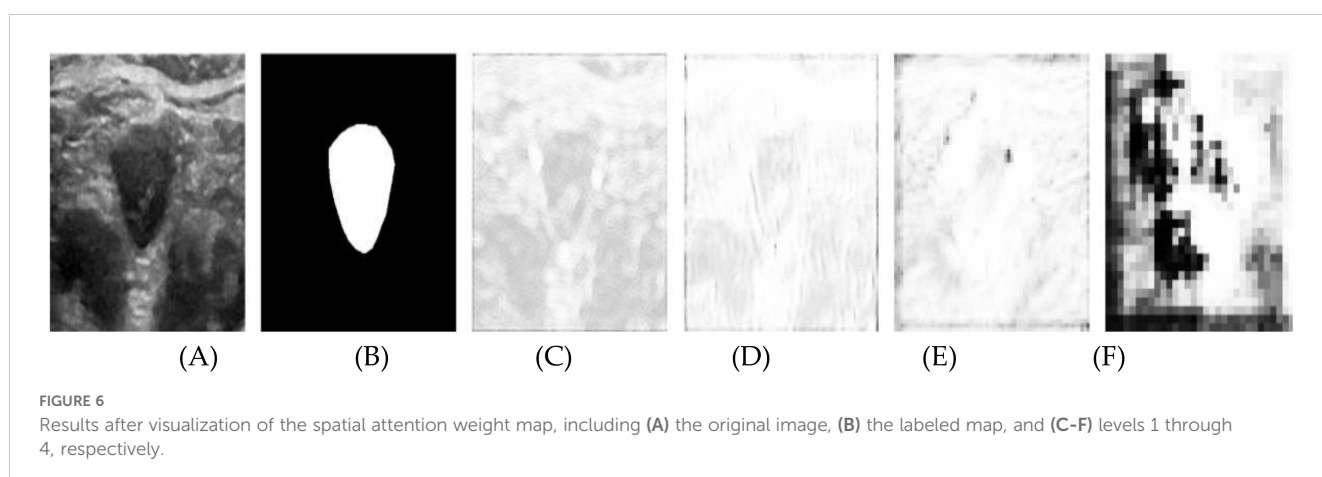 (A) (B) (C) (D) (E) (F)
FIGURE 6
Results after visualization of the spatial attention weight map, including (A) the original image, (B) the labeled map, and (C-F) levels 1 through
4, respectively.